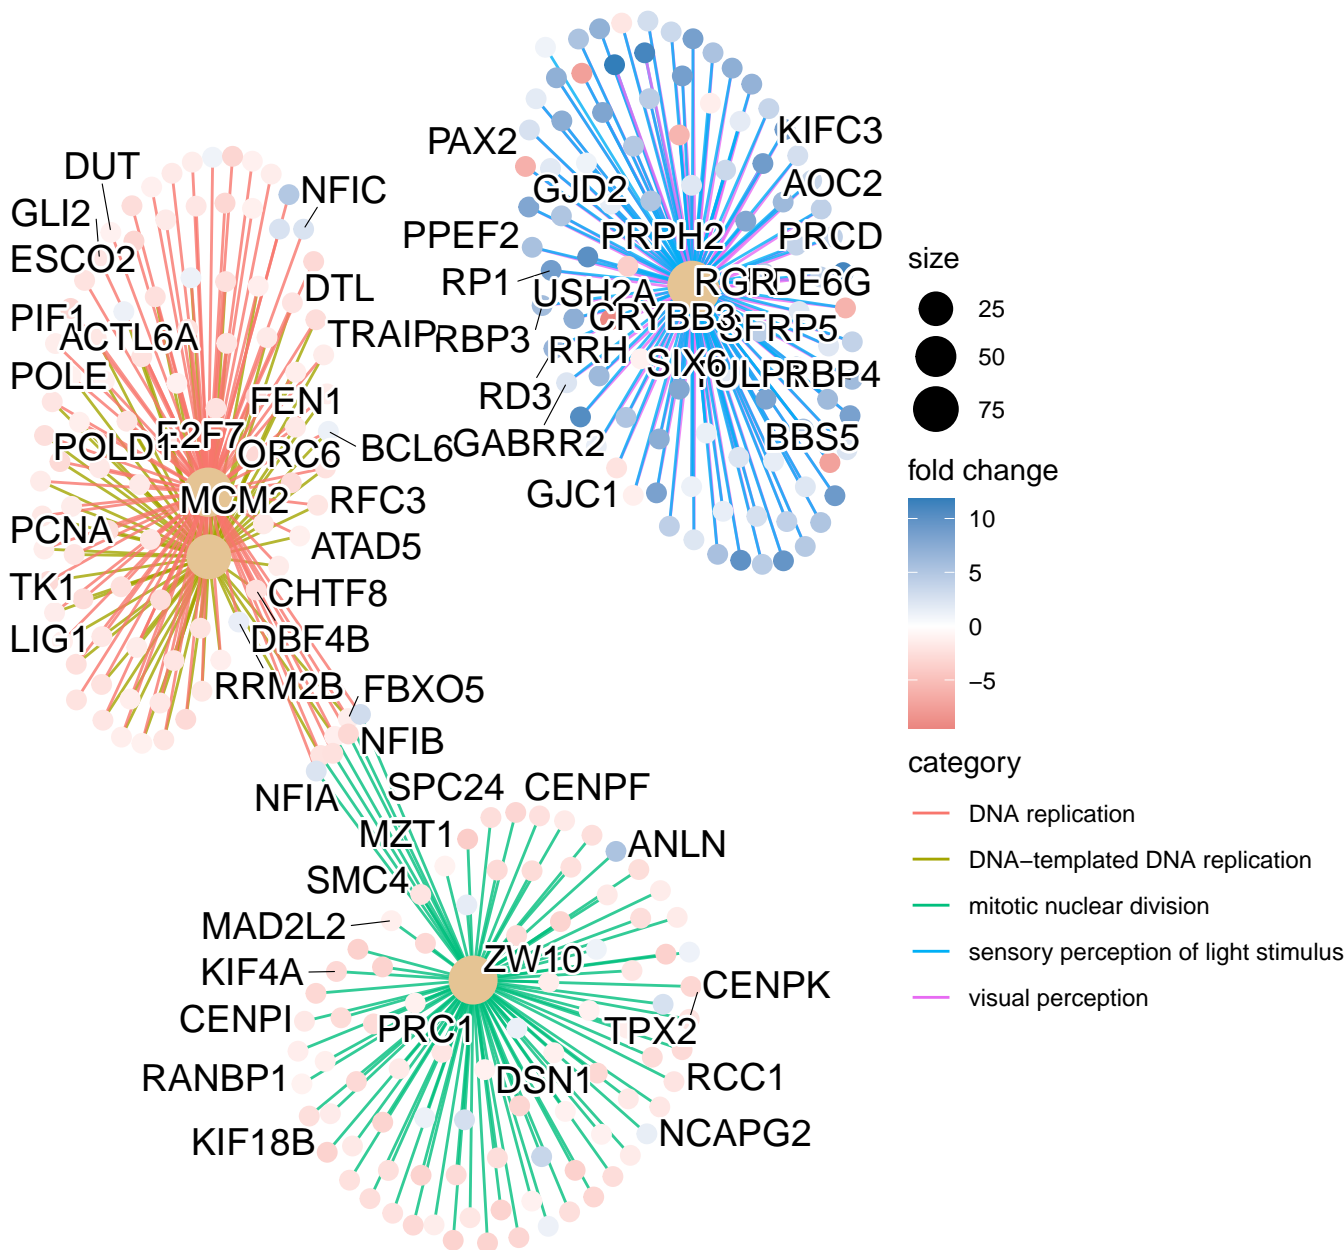 KIFC3
PAX2
DUT
AOC2
GJD2
NFIC
GLI2
PPEF2
PRPH2
PRCD
ESCO2
size
RP1
USH2A
RGR
PDE6G
DTL
25
PIF1
ACTL6A
TRAIP
RBP3
CRYBB3
SFRP5
RRH
50
POLE
SIX6
RBP4
FEN1
RD3
75
E2F7
POLD1
ORC6
BCL6
GABRR2
BBS5
fold change
MCM2
RFC3
GJC1
10
PCNA
ATAD5
5
TK1
CHTF8
0
LIG1
DBF4B
RRM2B
FBXO5
−5
NFIB
category
NFIA
SPC24
CENPF
DNA replication
MZT1
ANLN
DNA−templated DNA replication
SMC4
mitotic nuclear division
MAD2L2
sensory perception of light stimulus
ZW10
KIF4A
CENPK
visual perception
CENPI
PRC1
TPX2
RANBP1
DSN1
RCC1
KIF18B
NCAPG2